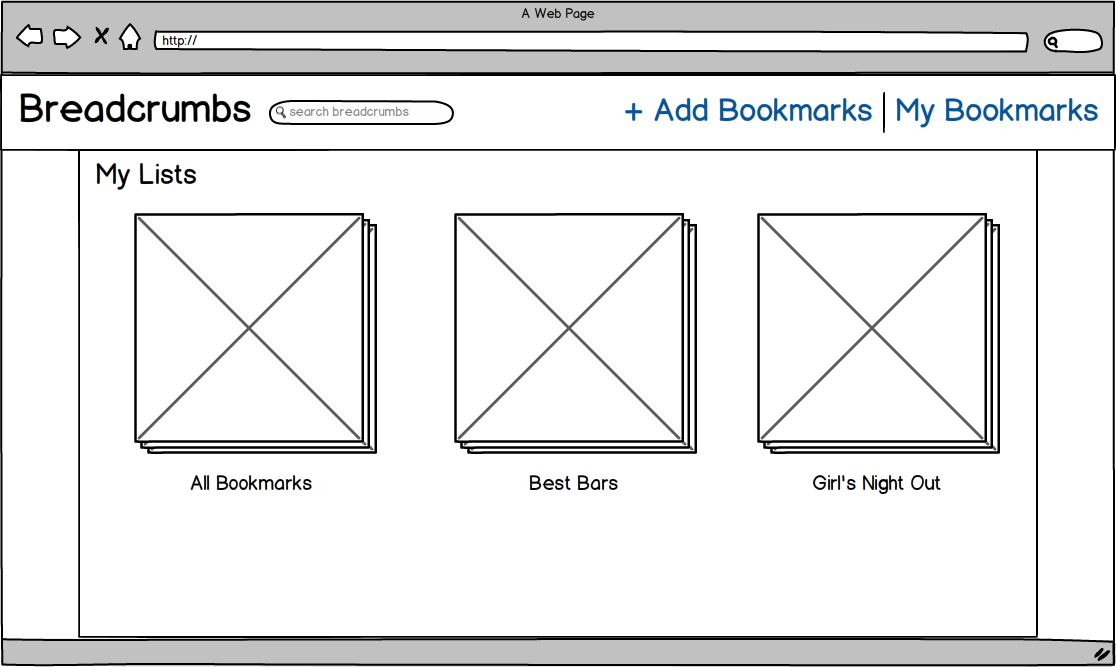 A Web Page
http://
Breadcrumbs
search breadcrumbs
+ Add Bookmarks
My Bookmarks
My Lists
All Bookmarks
Best Bars
Girl's Night Out